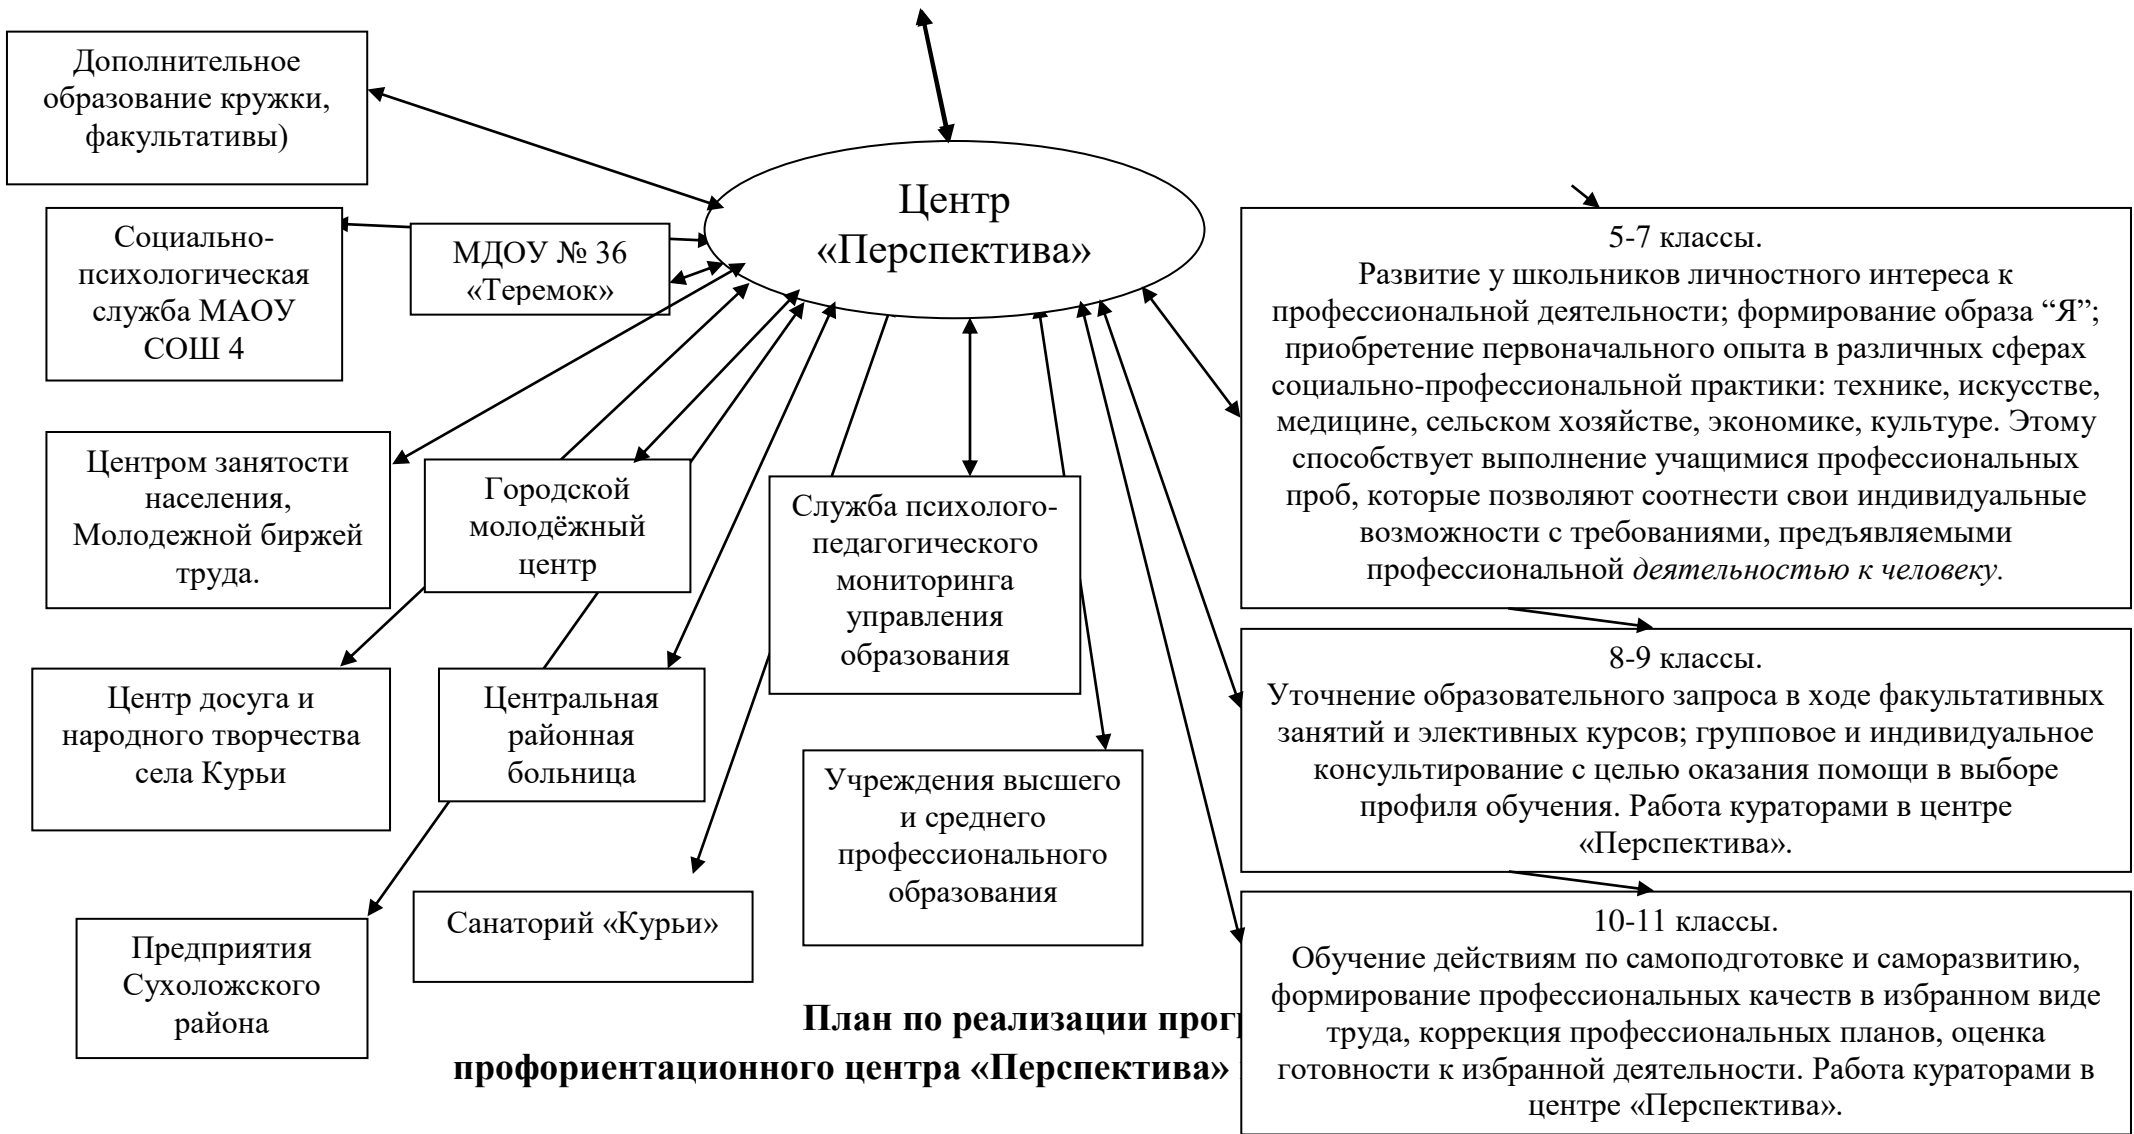 Дополнительное
образование кружки,
факультативы)
Центр
«Перспектива»
Социально-
психологическая
служба МАОУ
СОШ 4
МДОУ № 36
«Теремок»
5-7 классы.
Развитие у школьников личностного интереса к
профессиональной деятельности; формирование образа “Я”;
приобретение первоначального опыта в различных сферах
социально-профессиональной практики: технике, искусстве,
медицине, сельском хозяйстве, экономике, культуре. Этому
способствует выполнение учащимися профессиональных
проб, которые позволяют соотнести свои индивидуальные
возможности с требованиями, предъявляемыми
профессиональной деятельностью к человеку.
Центром занятости
населения,
Молодежной биржей
труда.
Городской
молодёжный
центр
Служба психолого-
педагогического
мониторинга
управления
образования
8-9 классы.
Уточнение образовательного запроса в ходе факультативных
занятий и элективных курсов; групповое и индивидуальное
консультирование с целью оказания помощи в выборе
профиля обучения. Работа кураторами в центре
«Перспектива».
Центр досуга и
народного творчества
села Курьи
Центральная
районная
больница
Учреждения высшего
и среднего
профессионального
образования
Предприятия
Сухоложского
района
Санаторий «Курьи»
10-11 классы.
Обучение действиям по самоподготовке и саморазвитию,
формирование профессиональных качеств в избранном виде
труда, коррекция профессиональных планов, оценка
готовности к избранной деятельности. Работа кураторами в
центре «Перспектива».
План по реализации
профориентационного центра «Перспектива»